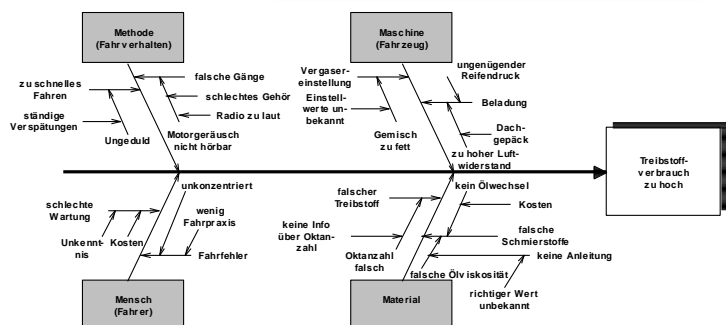 Methode
(Fahrverhalten)
Maschine
(Fahrzeug)
zu schnelles
Fahren
falsche Gänge
schlechtes Gehör
Radio zu laut
ständige
Verspätungen
Ungeduld
Motorgeräusch
nicht hörbar
Vergaser-
einstellung
Einstell-
werte un-
bekannt
Gemisch
zu fett
ungenügender
Reifendruck
Beladung
Dach-
gepäck
zu hoher Luft-
widerstand
Treibstoff-
verbrauch
zu hoch
schlechte
Wartung
Unkennt-
nis
Kosten
unkonzentriert
wenig
Fahrpraxis
Fahrfehler
falscher
Treibstoff
keine Info
über Oktan-
zahl
Oktanzahl
falsch
kein Ölwechsel
Kosten
falsche
Schmierstoffe
keine Anleitung
falsche Ölviskosität
richtiger Wert
unbekannt
Mensch
(Fahrer)
Material